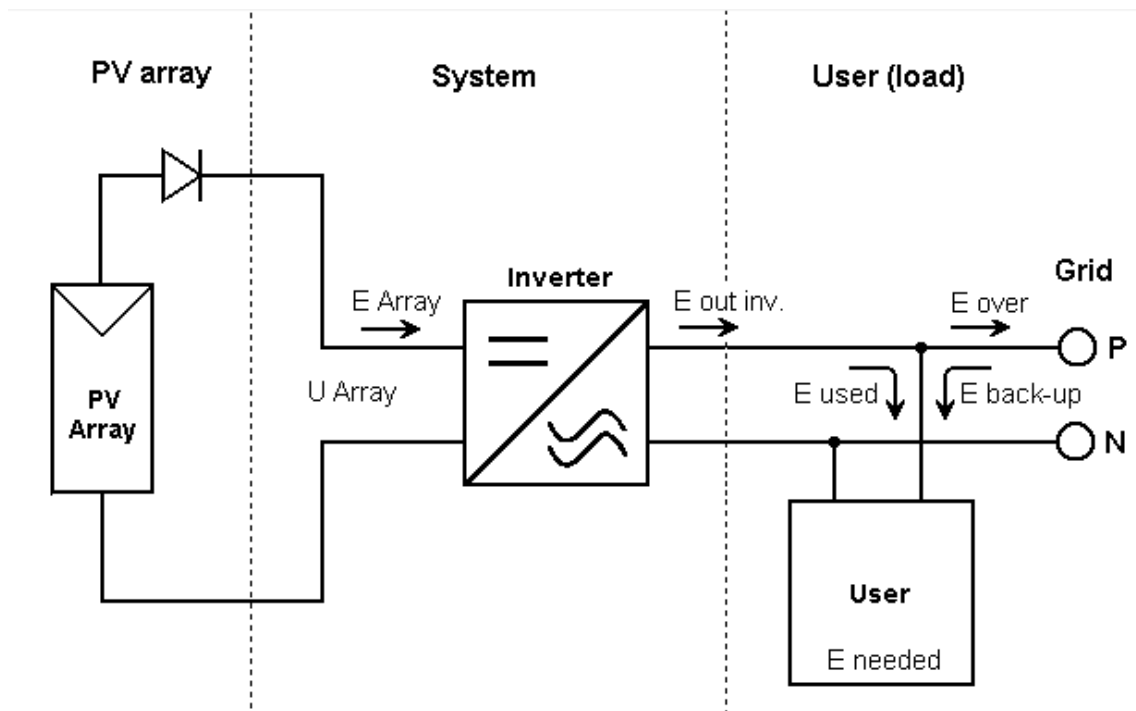 PV array
System
User (load)
Inverter
Grid
E Array
E out inv.
E over
P
U Array
E used
E back-up
PV
Array
N
User
E needed